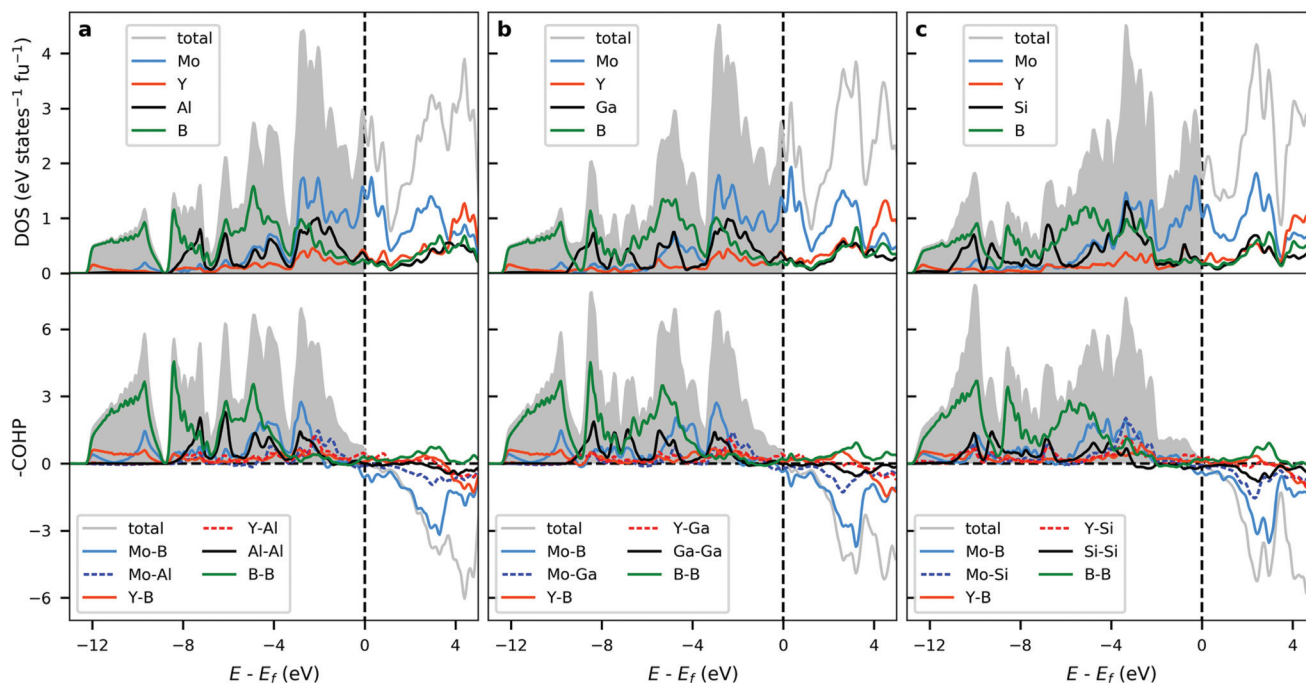 a
total
Mo
Y
Al
B
b
total
Mo
Y
Ga
B
c
total
Mo
Y
Si
B
DOS (eV states⁻¹ fu⁻¹)
4
3
2
1
0
-COHP
6
3
0
−3
−6
total
Mo-B
Mo-Al
Y-B
Y-Al
Al-Al
B-B
total
Mo-B
Mo-Ga
Y-B
Y-Ga
Ga-Ga
B-B
total
Mo-B
Mo-Si
Y-B
Y-Si
Si-Si
B-B
−12 −8 −4 0 4
−12 −8 −4 0 4
−12 −8 −4 0 4
E - E_f (eV)
E - E_f (eV)
E - E_f (eV)